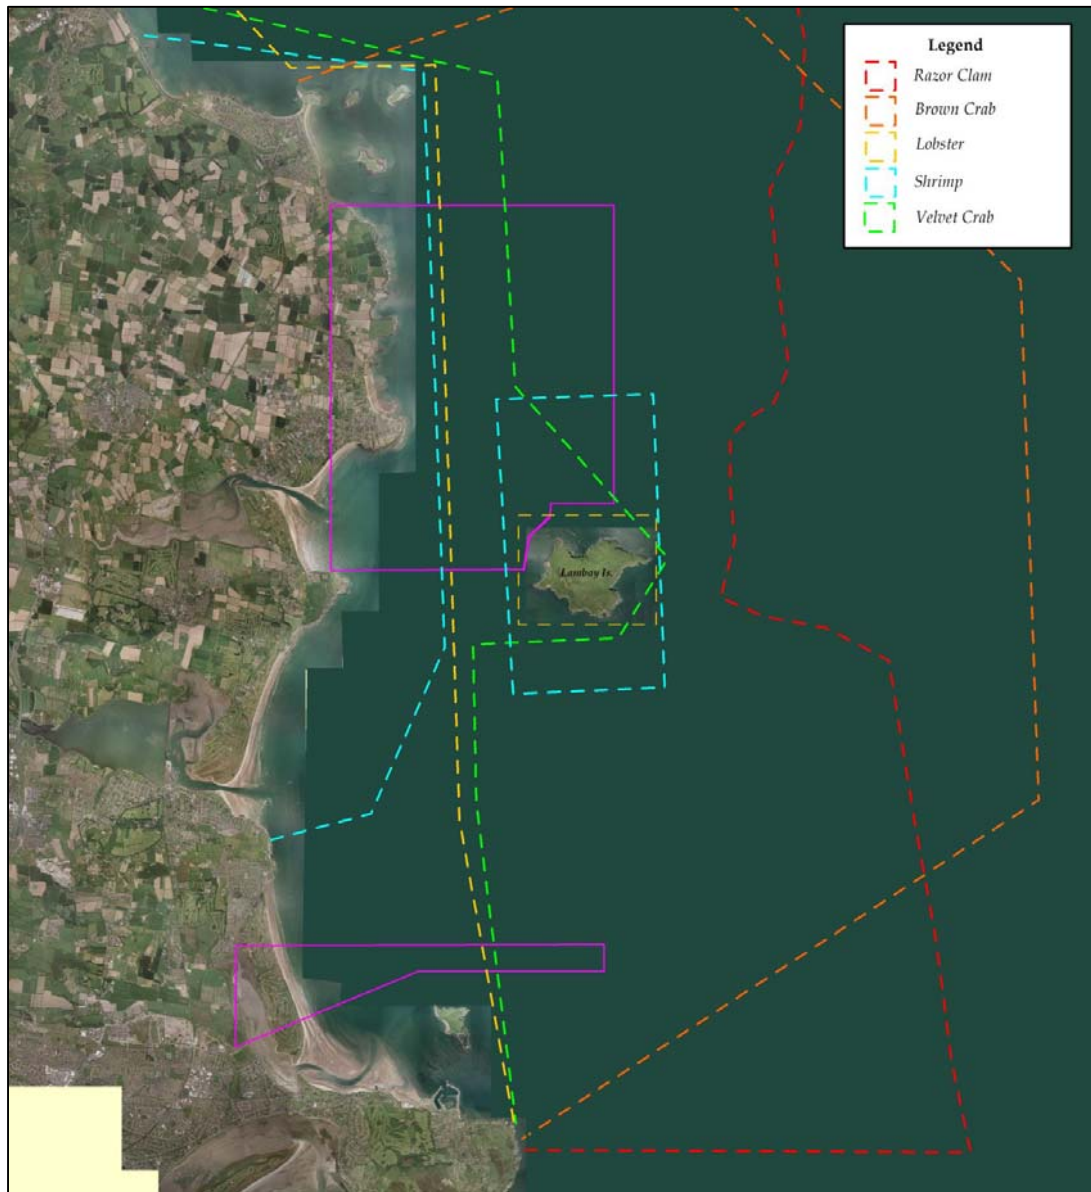 Legend
Razor Clam
Brown Crab
Lobster
Shrimp
Velvet Crab
Lambay Is.